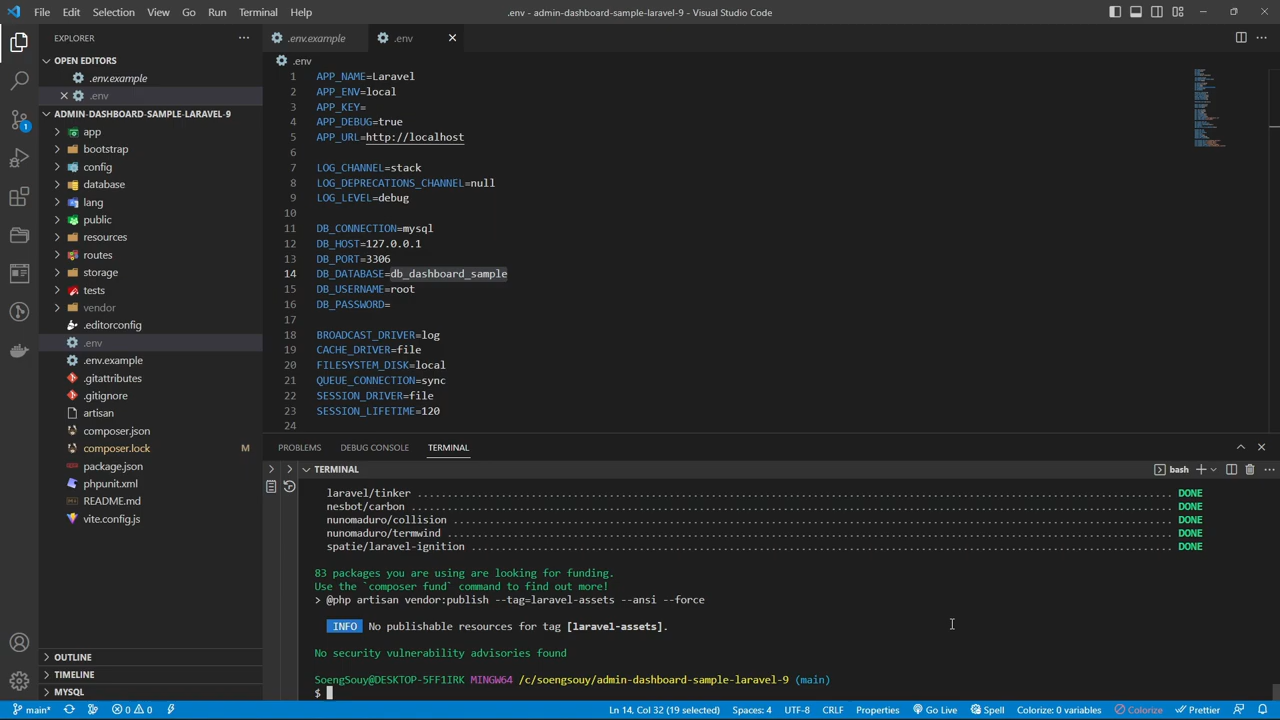 File Edit Selection View Go Run Terminal Help
.env - admin-dashboard-sample-laravel-9 - Visual Studio Code
EXPLORER
OPEN EDITORS
.env.example
.env
ADMIN-DASHBOARD-SAMPLE-LARAVEL-9
app
bootstrap
config
database
lang
public
resources
routes
storage
tests
vendor
.editorconfig
.env
.env.example
.gitattributes
.gitignore
artisan
composer.json
composer.lock M
package.json
phpunit.xml
README.md
vite.config.js
OUTLINE
TIMELINE
MYSQL
1
.env.example
.env
.env
1 APP_NAME=Laravel
2 APP_ENV=local
3 APP_KEY=
4 APP_DEBUG=true
5 APP_URL=http://localhost
6
7 LOG_CHANNEL=stack
8 LOG_DEPRECATIONS_CHANNEL=null
9 LOG_LEVEL=debug
10
11 DB_CONNECTION=mysql
12 DB_HOST=127.0.0.1
13 DB_PORT=3306
14 DB_DATABASE=db_dashboard_sample
15 DB_USERNAME=root
16 DB_PASSWORD=
17
18 BROADCAST_DRIVER=log
19 CACHE_DRIVER=file
20 FILESYSTEM_DISK=local
21 QUEUE_CONNECTION=sync
22 SESSION_DRIVER=file
23 SESSION_LIFETIME=120
24
PROBLEMS DEBUG CONSOLE TERMINAL
TERMINAL
bash
laravel/tinker ........ DONE
nesbot/carbon ........ DONE
nunomaduro/collision ........ DONE
nunomaduro/termwind ........ DONE
spatie/laravel-ignition ........ DONE
83 packages you are using are looking for funding.
Use the `composer fund` command to find out more!
> @php artisan vendor:publish --tag=laravel-assets --ansi --force
INFO No publishable resources for tag [laravel-assets].
No security vulnerability advisories found
SoengSouy@DESKTOP-5FF1IRK MINGW64 /c/soengsouy/admin-dashboard-sample-laravel-9 (main)
$
main* 0 0 Ln 14, Col 32 (19 selected) Spaces: 4 UTF-8 CRLF Properties Go Live Spell Colorize: 0 variables Colorize Prettier